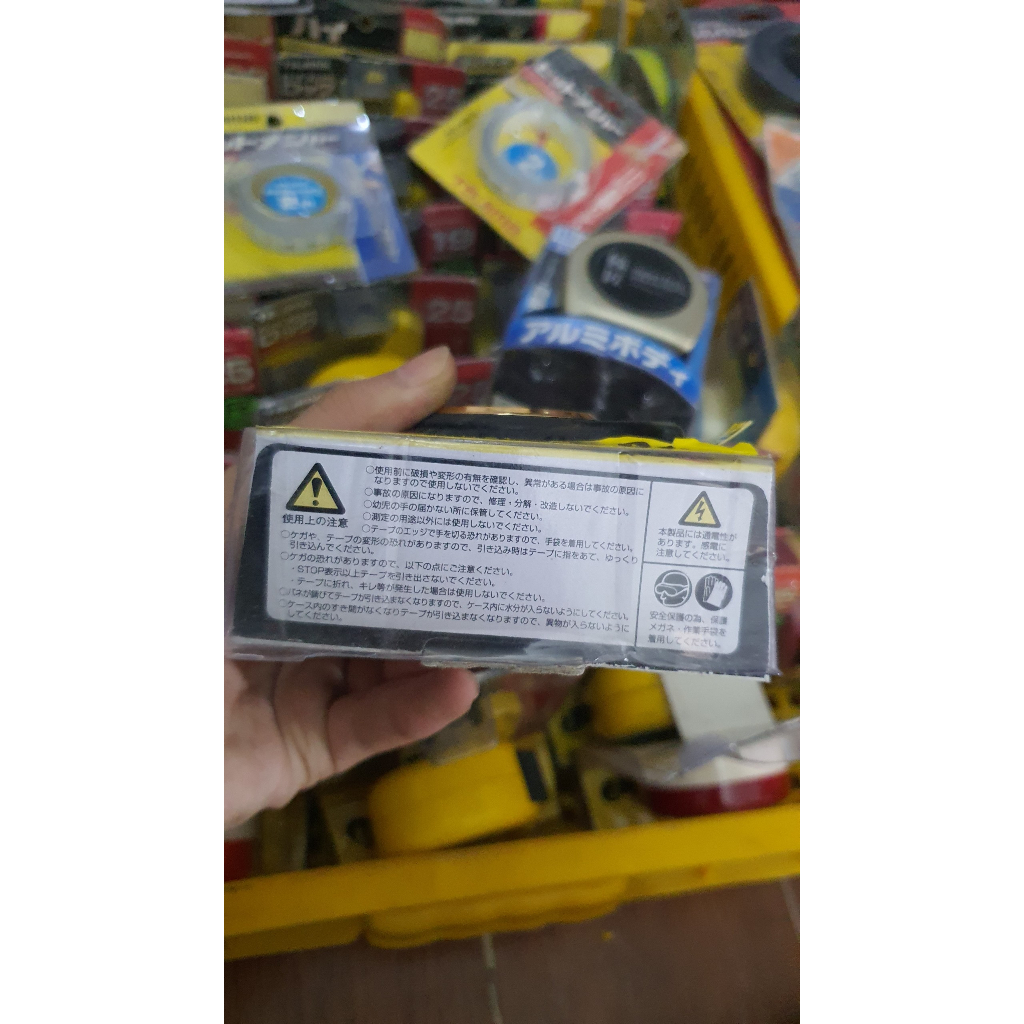 ハイ
ットメジャー
ヒットメジャー
2m
19
25
アルミボディ
使用上の注意
○使用前に破損や変形の有無を確認し、異常がある場合は事故の原因に
なりますので使用しないでください。
○事故の原因になりますので、修理・分解・改造しないでください。
○幼児の手の届かない所に保管してください。
○測定の用途以外には使用しないでください。
○テープのエッジで手を切る恐れがありますので、手袋を着用してください。
○ケガや、テープの変形の恐れがありますので、引き込み時はテープに指をあて、ゆっくり
引き込んでください。
○ケガの恐れがありますので、以下の点にご注意ください。
・STOP表示以上テープを引き出さないでください。
・テープに折れ、キレ等が発生した場合は使用しないでください。
○バネが錆びてテープが引き込まなくなりますので、ケース内に水分が入らないようにしてください。
○ケース内のすき間がなくなりテープが引き込まなくなりますので、異物が入らないように
してください。
本製品には通電性が
あります。感電に
注意してください。
安全保護の為、保護
メガネ・作業手袋を
着用してください。